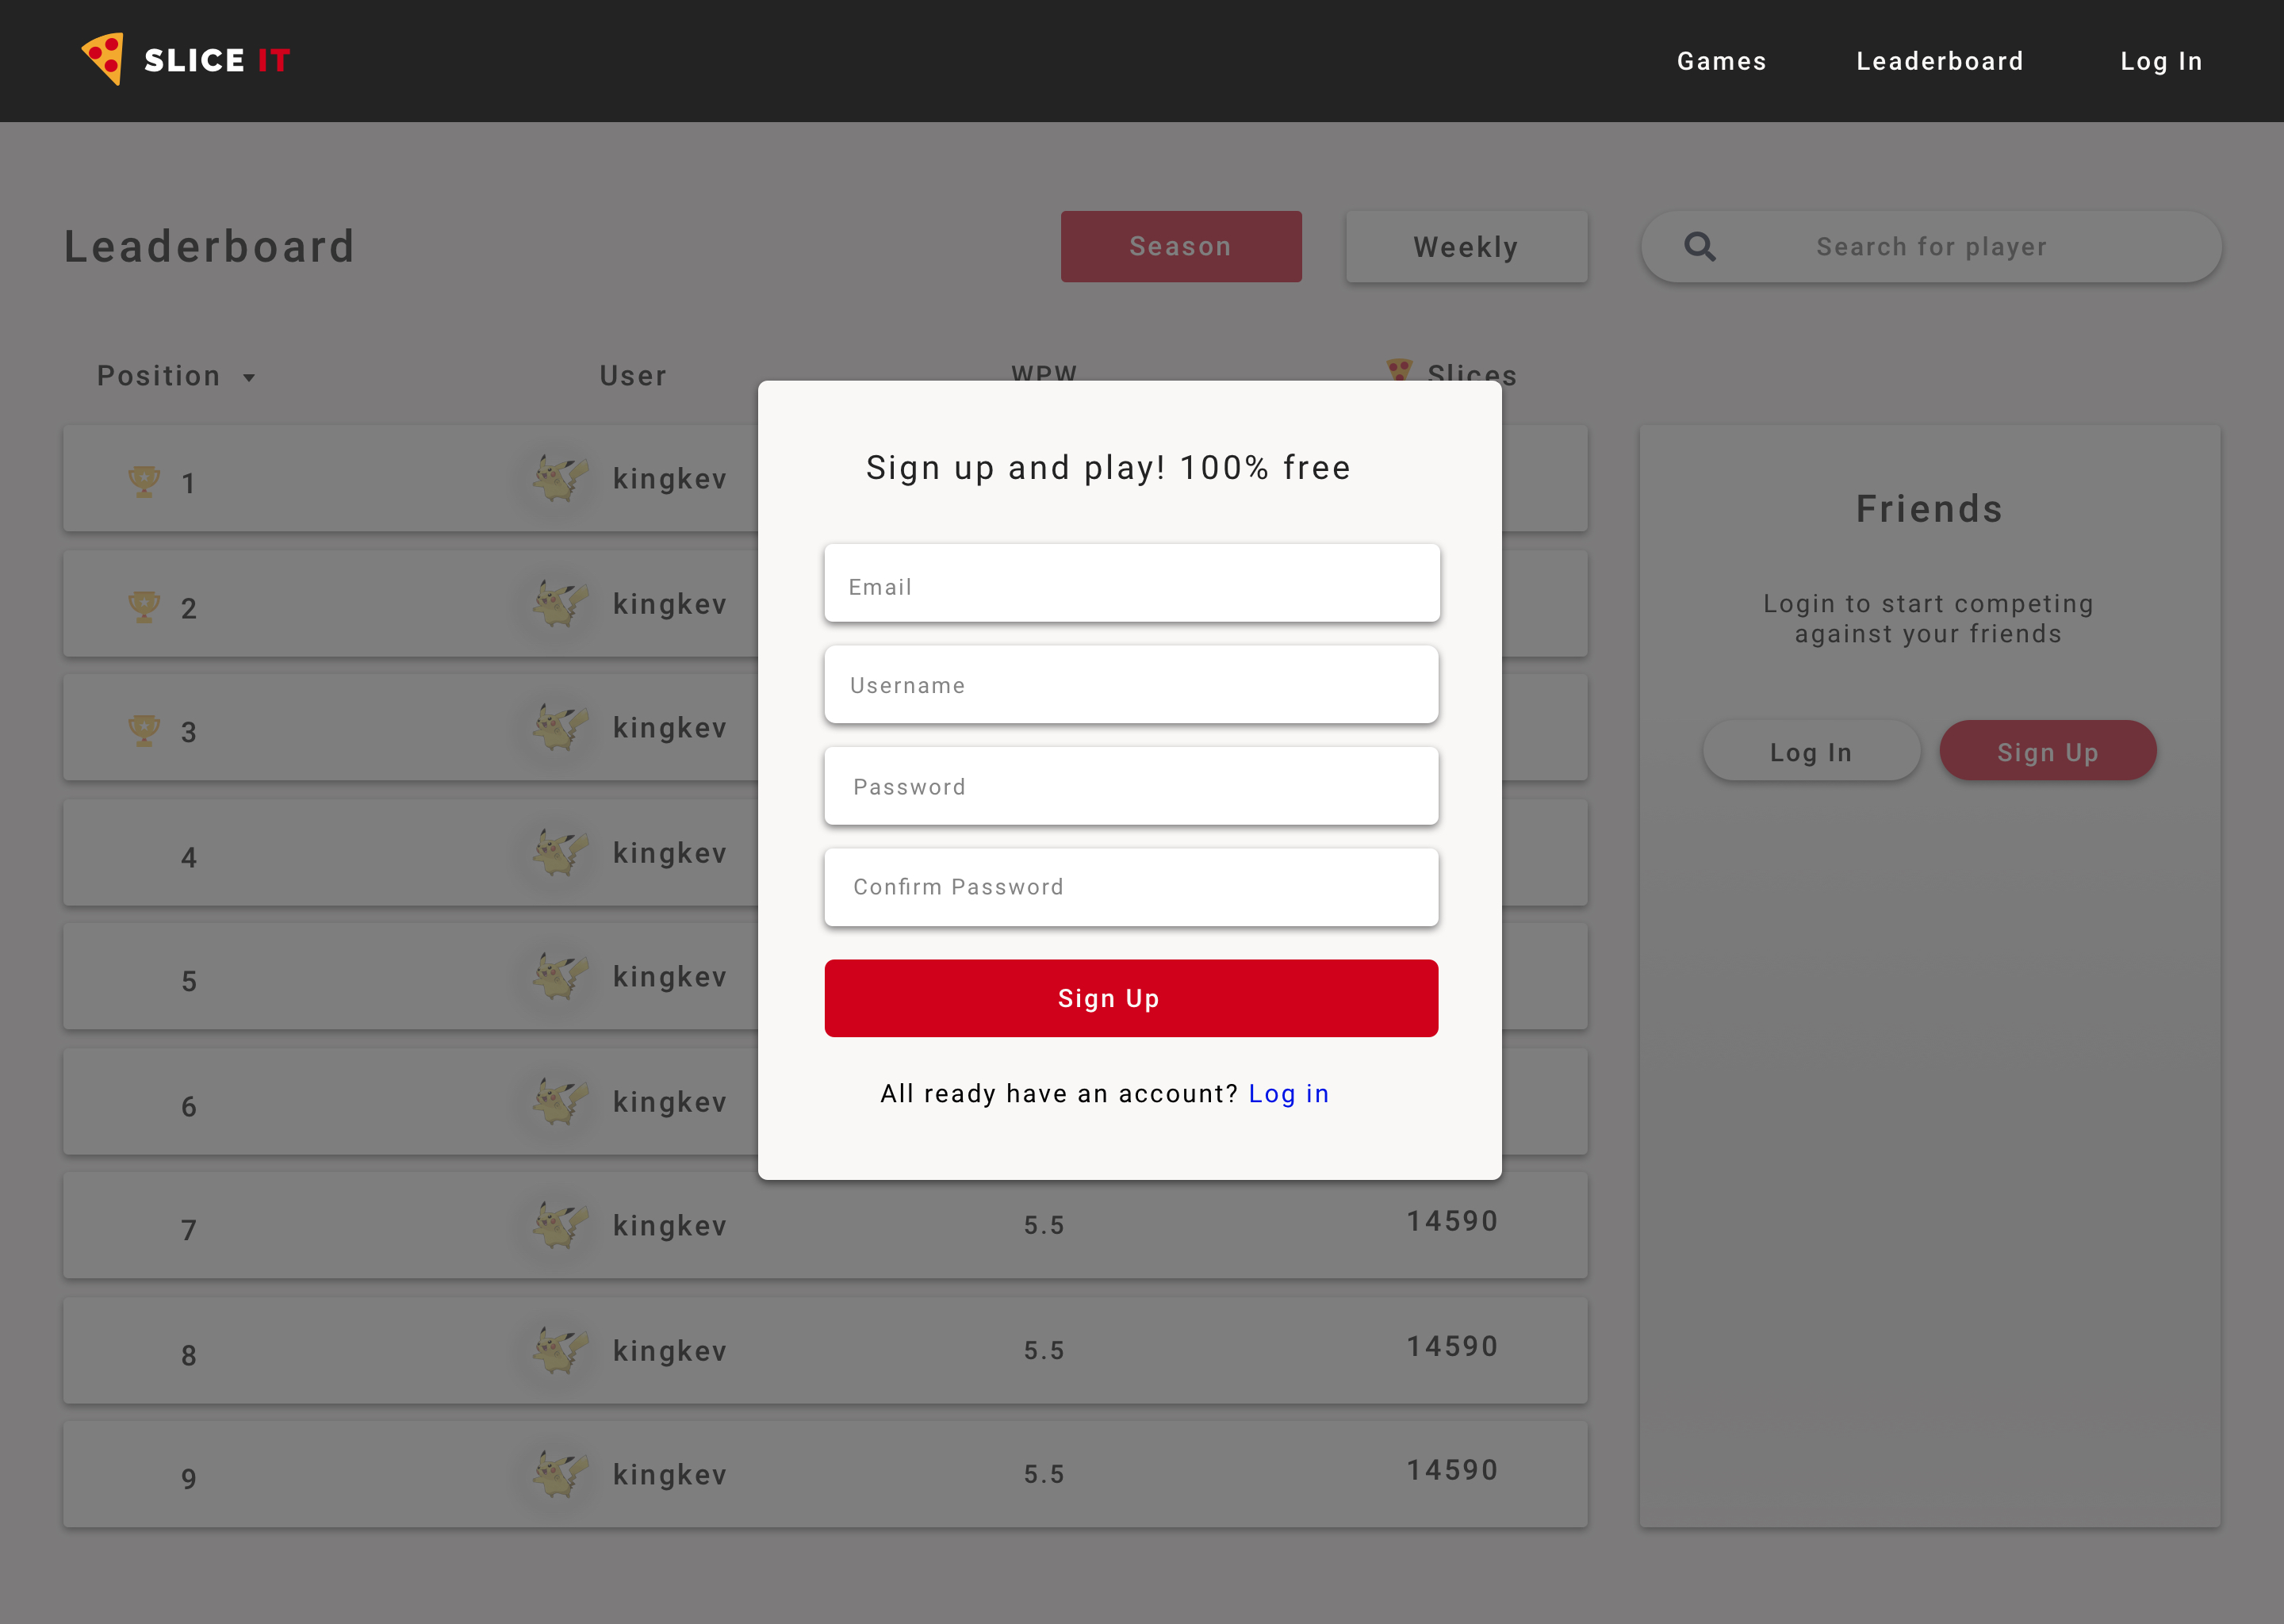 SLICE IT
Games
Leaderboard
Log In
Leaderboard
Season
Weekly
Search for player
Position
User
WPW
Slices
1
kingkev
2
kingkev
3
kingkev
4
kingkev
5
kingkev
6
kingkev
7
kingkev
5.5
14590
8
kingkev
5.5
14590
9
kingkev
5.5
14590
Sign up and play! 100% free
Email
Username
Password
Confirm Password
Sign Up
All ready have an account? Log in
Friends
Login to start competing
against your friends
Log In
Sign Up